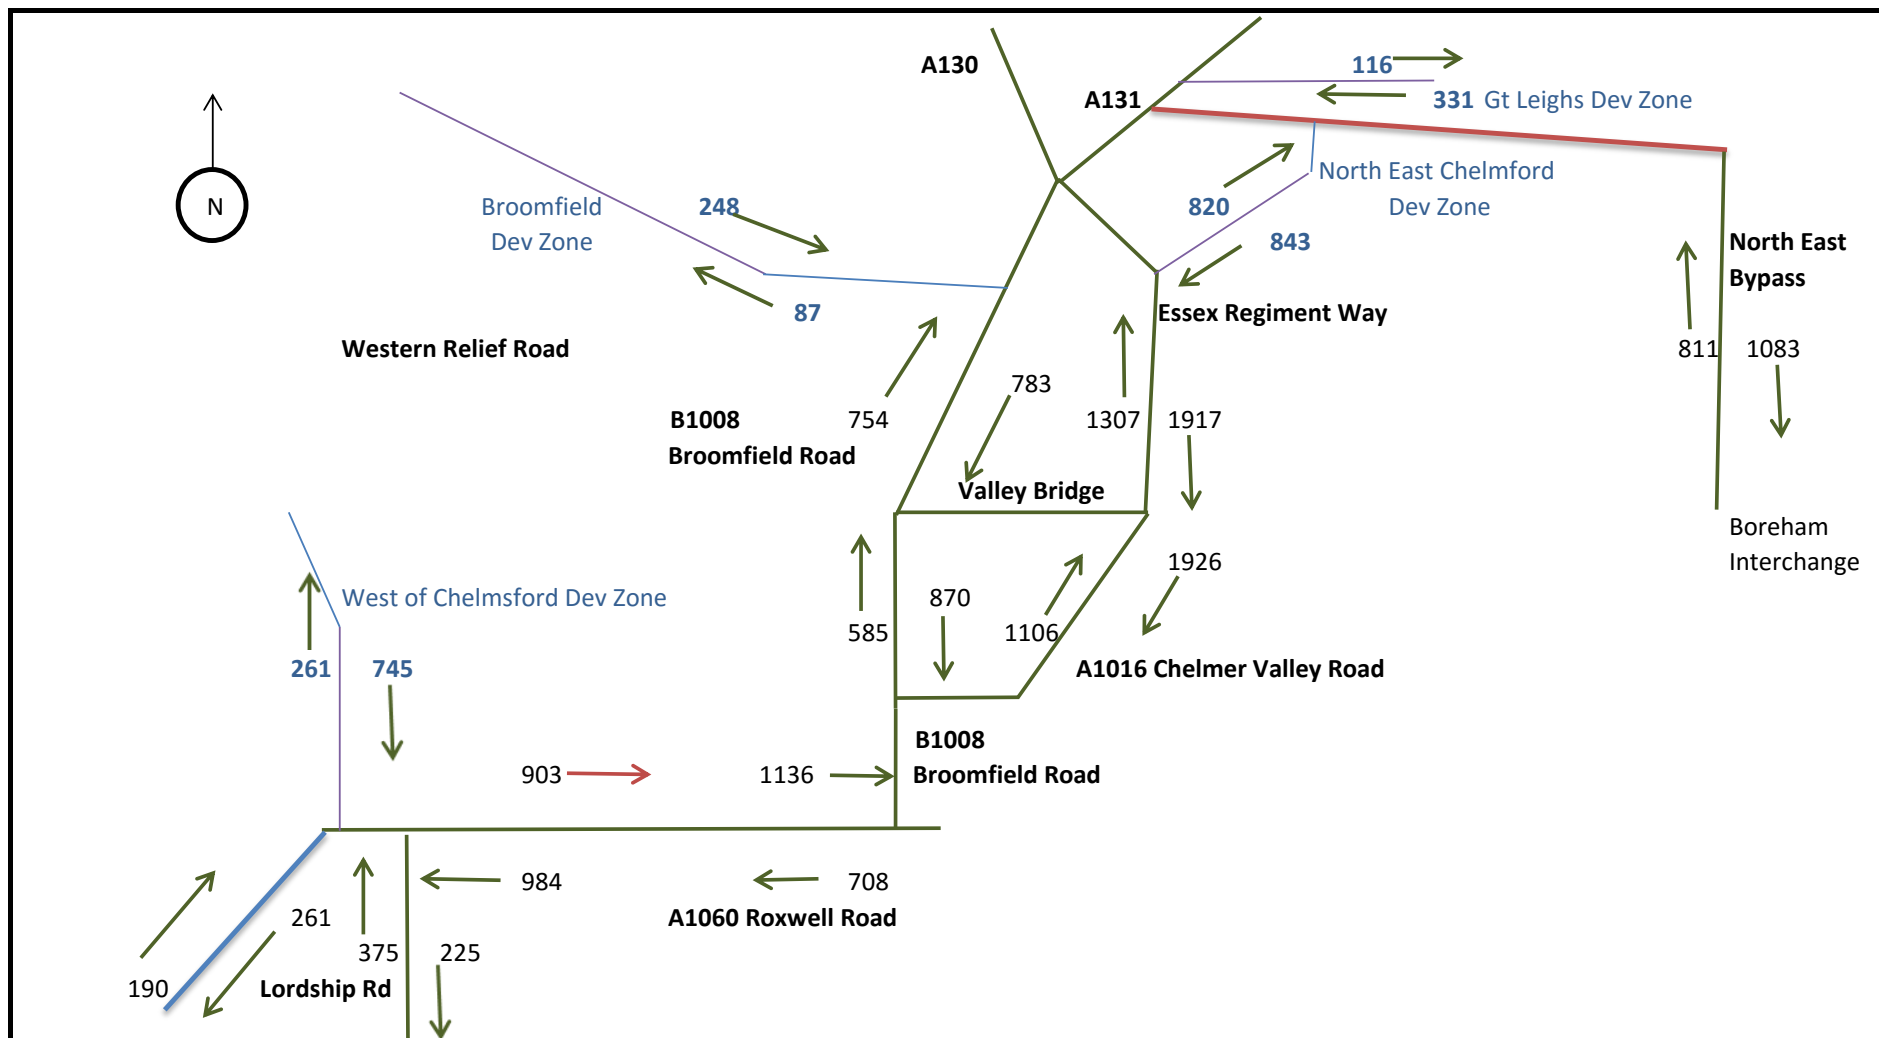 A130
116
A131
331 Gt Leighs Dev Zone
N
Broomfield
Dev Zone
248
820
North East Chelmford
Dev Zone
843
North East
Bypass
87
Essex Regiment Way
Western Relief Road
811
1083
783
B1008
Broomfield Road
754
1307
1917
Valley Bridge
Boreham
Interchange
1926
West of Chelmsford Dev Zone
870
585
1106
261
745
A1016 Chelmer Valley Road
B1008
Broomfield Road
903
1136
984
708
261
A1060 Roxwell Road
375
225
190
Lordship Rd